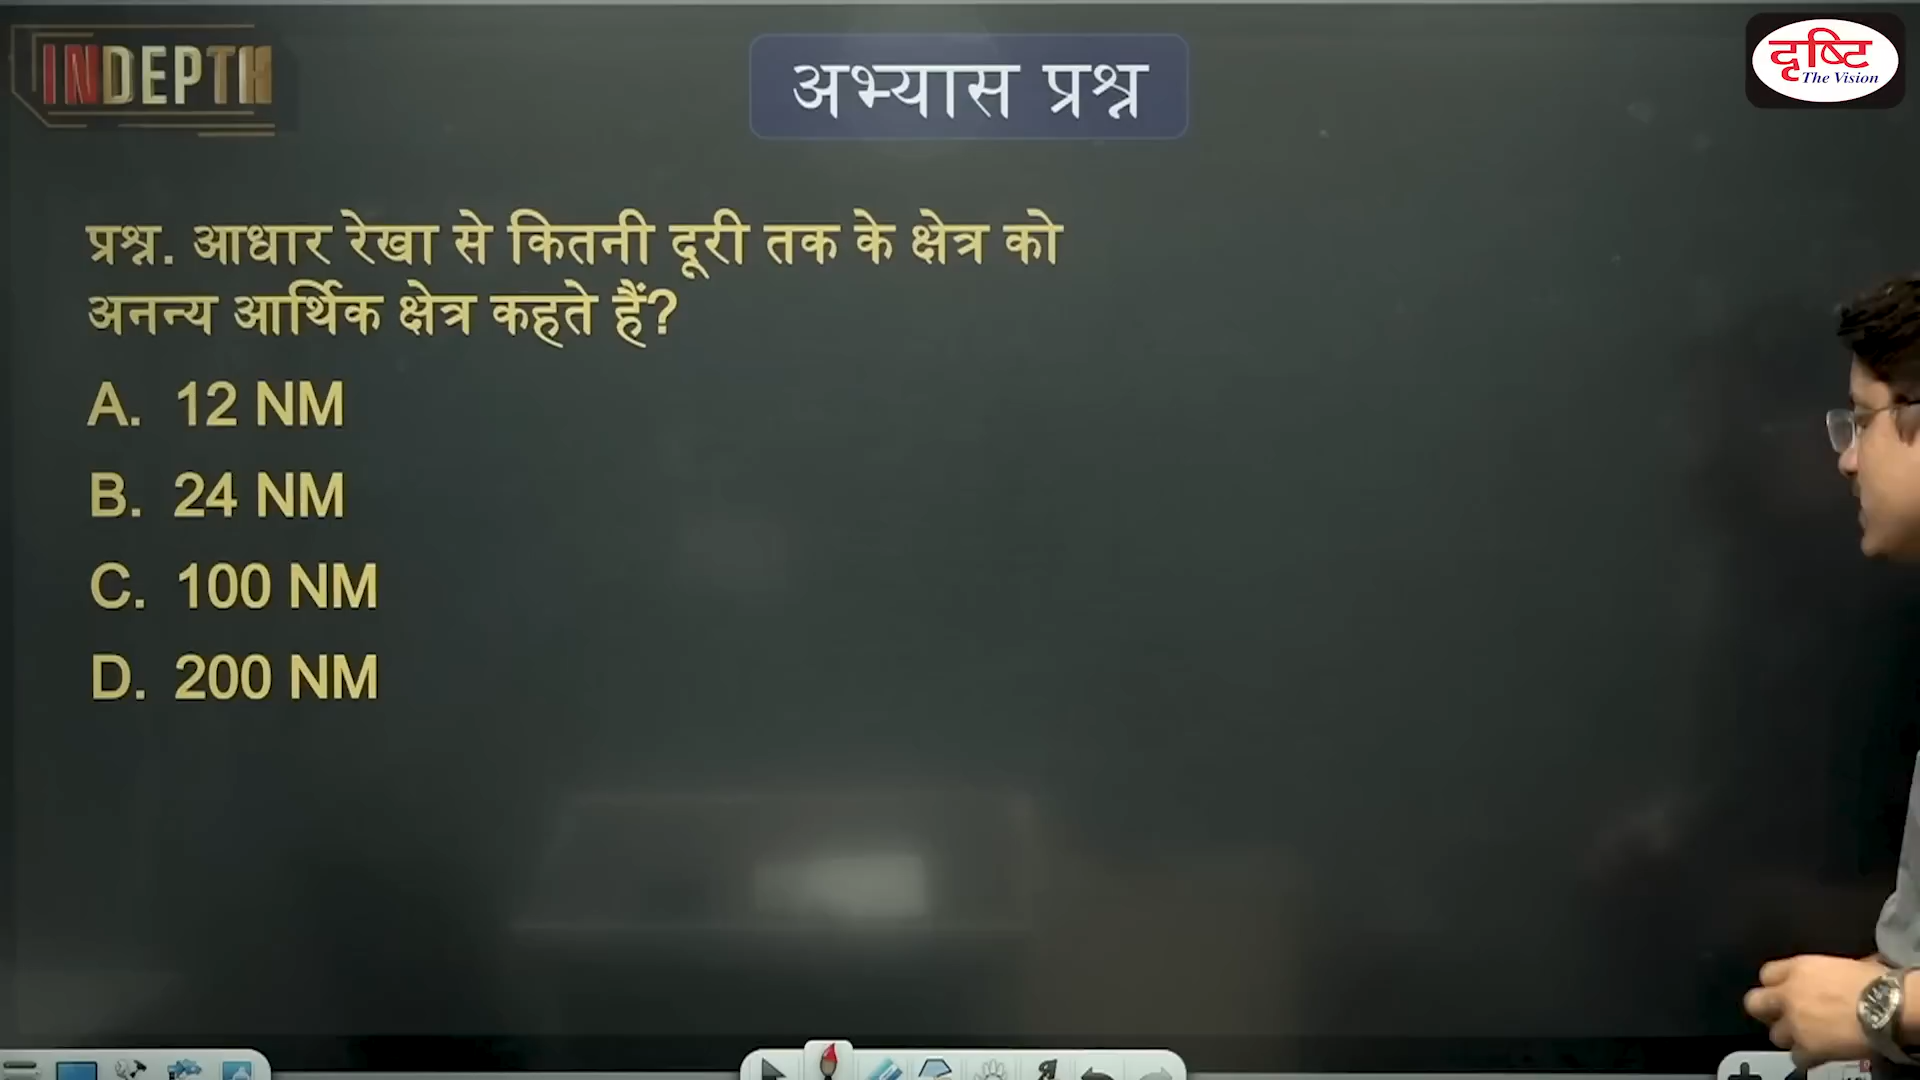 INDEPTH
दृष्टि
The Vision
अभ्यास प्रश्न
प्रश्न. आधार रेखा से कितनी दूरी तक के क्षेत्र को
अनन्य आर्थिक क्षेत्र कहते हैं?
A. 12 NM
B. 24 NM
C. 100 NM
D. 200 NM